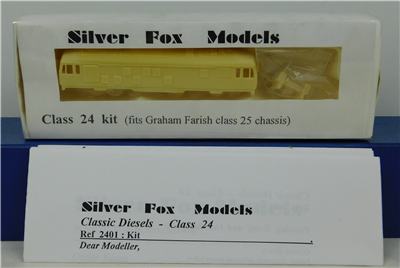 Silver Fox Models
Class 24 kit (fits Graham Farish class 25 chassis)
Silver Fox Models
Classic Diesels - Class 24
Ref 2401 : Kit
Dear Modeller,